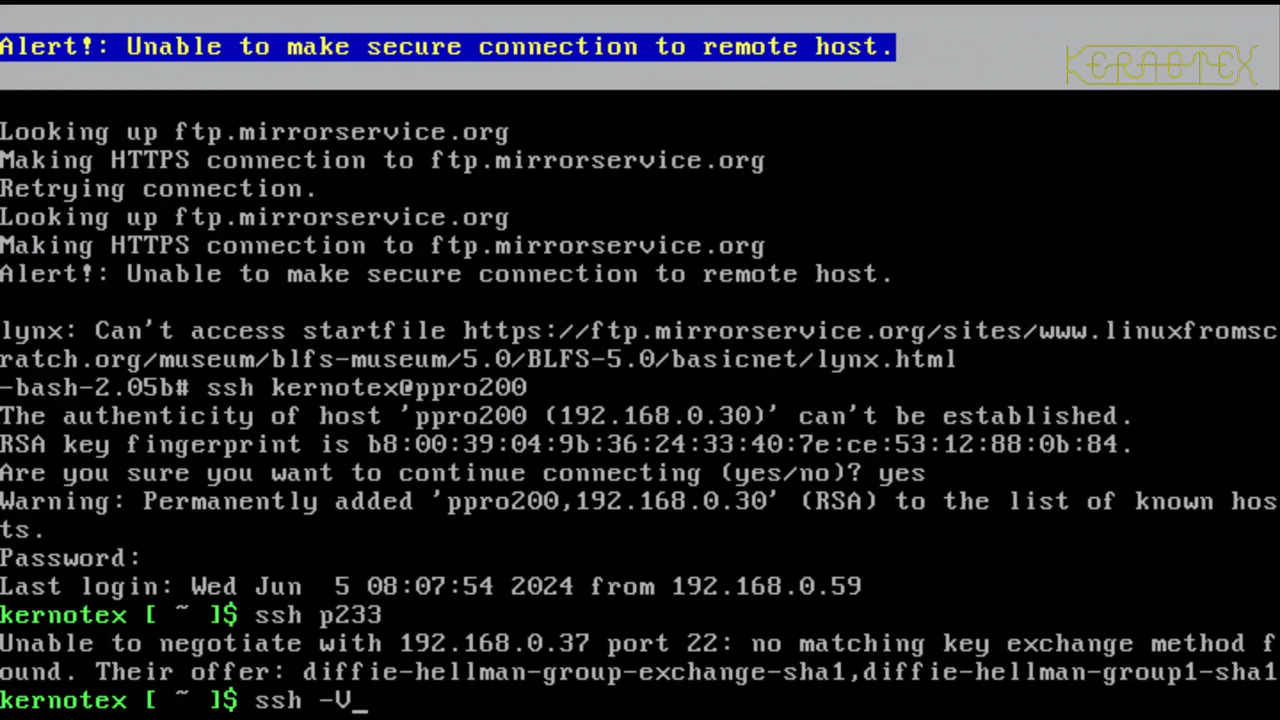 Alert!: Unable to make secure connection to remote host.
KERNOTEX
Looking up ftp.mirrorservice.org
Making HTTPS connection to ftp.mirrorservice.org
Retrying connection.
Looking up ftp.mirrorservice.org
Making HTTPS connection to ftp.mirrorservice.org
Alert!: Unable to make secure connection to remote host.
lynx: Can't access startfile https://ftp.mirrorservice.org/sites/www.linuxfromsc
ratch.org/museum/blfs-museum/5.0/BLFS-5.0/basicnet/lynx.html
-bash-2.05b# ssh kernotex@ppro200
The authenticity of host 'ppro200 (192.168.0.30)' can't be established.
RSA key fingerprint is b8:00:39:04:9b:36:24:33:40:7e:ce:53:12:88:0b:84.
Are you sure you want to continue connecting (yes/no)? yes
Warning: Permanently added 'ppro200,192.168.0.30' (RSA) to the list of known hos
ts.
Password:
Last login: Wed Jun  5 08:07:54 2024 from 192.168.0.59
kernotex [ ~ ]$ ssh p233
Unable to negotiate with 192.168.0.37 port 22: no matching key exchange method f
ound. Their offer: diffie-hellman-group-exchange-sha1,diffie-hellman-group1-sha1
kernotex [ ~ ]$ ssh -V_